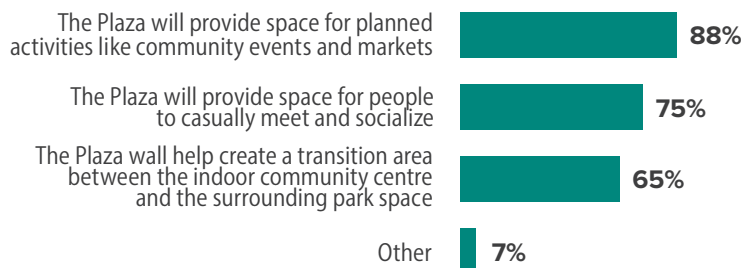 The Plaza will provide space for planned
activities like community events and markets
88%
The Plaza will provide space for people
to casually meet and socialize
75%
The Plaza wall help create a transition area
between the indoor community centre
and the surrounding park space
65%
Other
7%